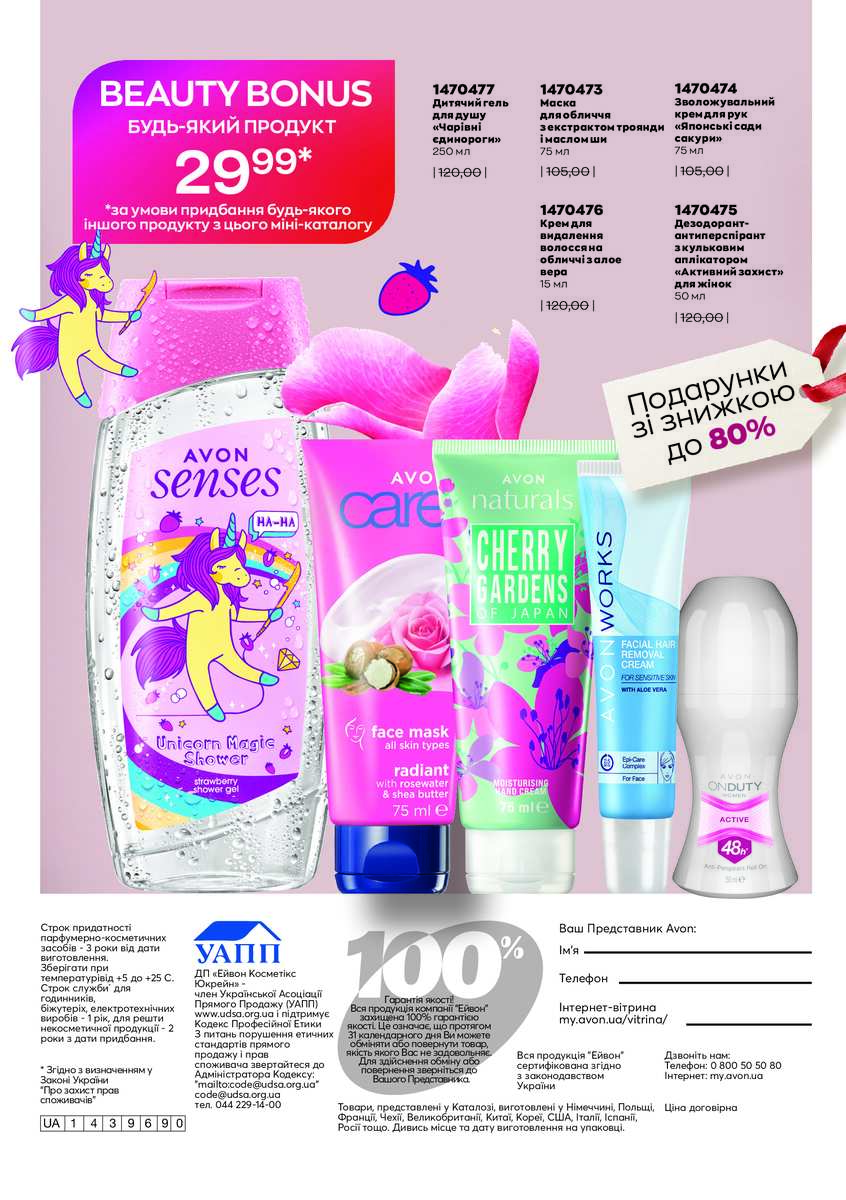 BEAUTY BONUS
БУДЬ-ЯКИЙ ПРОДУКТ
29⁹⁹*
*за умови придбання будь-якого
іншого продукту з цього міні-каталогу
1470477
Дитячий гель
для душу
«Чарівні
єдинороги»
250 мл
| 120,00 |
1470473
Маска
для обличчя
з екстрактом троянди
і маслом ши
75 мл
| 105,00 |
1470474
Зволожувальний
крем для рук
«Японські сади
сакури»
75 мл
| 105,00 |
1470476
Крем для
видалення
волосся на
обличчі з алое
вера
15 мл
| 120,00 |
1470475
Дезодорант-
антиперспірант
з кульковим
аплікатором
«Активний захист»
для жінок
50 мл
| 120,00 |
Подарунки
зі знижкою
до 80%
AVON
senses
HA-HA
Unicorn Magic
Shower
strawberry
shower gel
AVO
care
face mask
all skin types
radiant
with rosewater
& shea butter
75 ml e
AVON
naturals
CHERRY
GARDENS
OF JAPAN
MOISTURISING
HAND CREAM
75 ml e
AVON WORKS
FACIAL HAIR
REMOVAL
CREAM
FOR SENSITIVE SKIN
WITH ALOE VERA
Epi-Care
Complex
For Face
AVON
ONDUTY
WOMEN
ACTIVE
48h
Anti-Perspirant Roll-On
50 ml e
Строк придатності
парфумерно-косметичних
засобів - 3 роки від дати
виготовлення.
Зберігати при
температурівід +5 до +25 С.
Строк служби* для
годинників,
біжутеріх, електротехнічних
виробів - 1 рік, для решти
некосметичної продукції - 2
роки з дати придбання.
* Згідно з визначенням у
Законі України
"Про захист прав
споживачів"
UA 1 4 3 9 6 9 0
УАПП
ДП «Ейвон Косметікс
Юкрейн» -
член Української Асоціації
Прямого Продажу (УАПП)
www.udsa.org.ua і підтримує
Кодекс Професійної Етики
З питань порушення етичних
стандартів прямого
продажу і прав
споживача звертайтеся до
Адміністратора Кодексу:
"mailto:code@udsa.org.ua"
code@udsa.org.ua
тел. 044 229-14-00
100%
Гарантія якості!
Вся продукція компанії "Ейвон"
захищена 100% гарантією
якості. Це означає, що протягом
31 календарного дня Ви можете
обміняти або повернути товар,
якість якого Вас не задовольняє.
Для здійснення обміну або
повернення зверніться до
Вашого Представника.
Ваш Представник Avon:
Ім'я
Телефон
Інтернет-вітрина
my.avon.ua/vitrina/
Вся продукція "Ейвон"
сертифікована згідно
з законодавством
України
Дзвоніть нам:
Телефон: 0 800 50 50 80
Інтернет: my.avon.ua
Товари, представлені у Каталозі, виготовлені у Німеччині, Польщі,
Франції, Чехії, Великобританії, Китаї, Кореї, США, Італії, Іспанії,
Росії тощо. Дивись місце та дату виготовлення на упаковці.
Ціна договірна